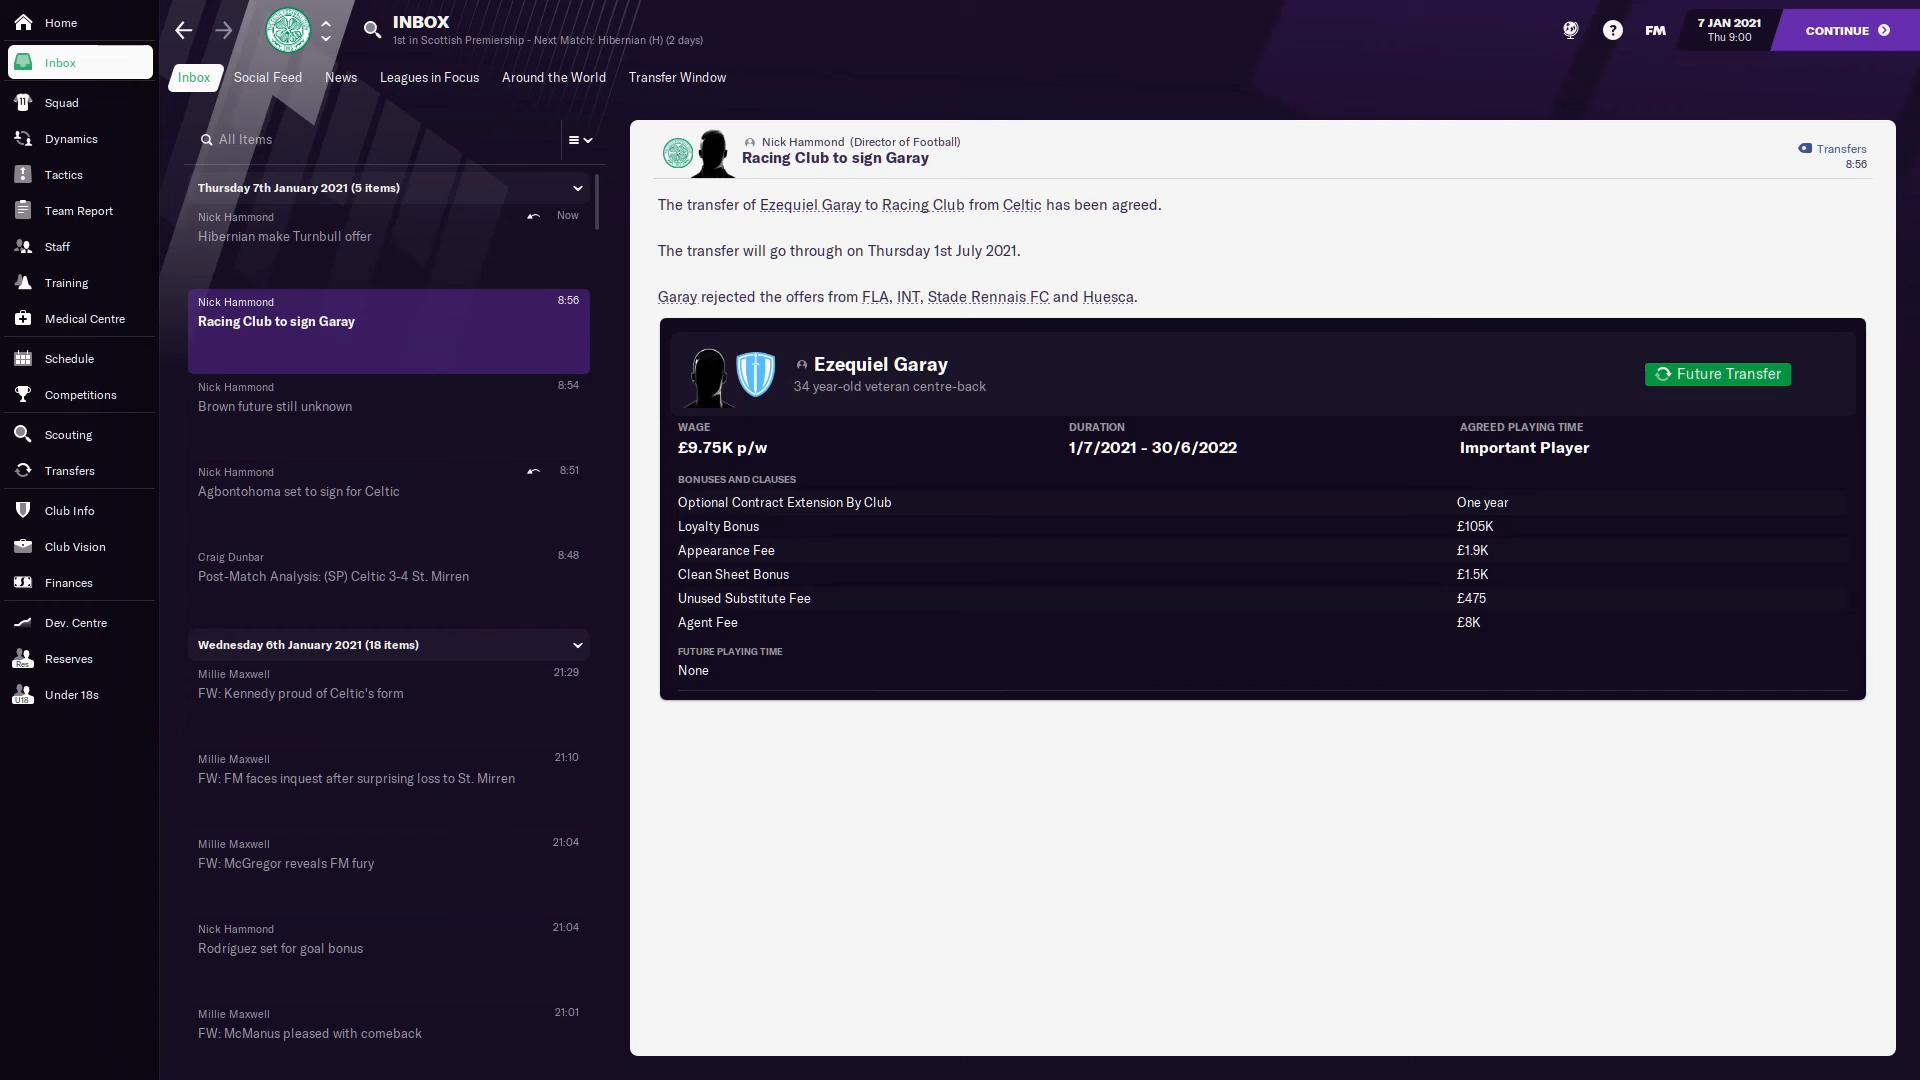 Home
Inbox
Squad
Dynamics
Tactics
Team Report
Staff
Training
Medical Centre
Schedule
Competitions
Scouting
Transfers
Club Info
Club Vision
Finances
Dev. Centre
Reserves
Res
Under 18s
U18
INBOX
1st in Scottish Premiership - Next Match: Hibernian (H) (2 days)
FM
7 JAN 2021
Thu 9:00
CONTINUE
Inbox Social Feed News Leagues in Focus Around the World Transfer Window
All Items
Thursday 7th January 2021 (5 items)
Nick Hammond Now
Hibernian make Turnbull offer
Nick Hammond 8:56
Racing Club to sign Garay
Nick Hammond 8:54
Brown future still unknown
Nick Hammond 8:51
Agbontohoma set to sign for Celtic
Craig Dunbar 8:48
Post-Match Analysis: (SP) Celtic 3-4 St. Mirren
Wednesday 6th January 2021 (18 items)
Millie Maxwell 21:29
FW: Kennedy proud of Celtic's form
Millie Maxwell 21:10
FW: FM faces inquest after surprising loss to St. Mirren
Millie Maxwell 21:04
FW: McGregor reveals FM fury
Nick Hammond 21:04
Rodríguez set for goal bonus
Millie Maxwell 21:01
FW: McManus pleased with comeback
Nick Hammond (Director of Football)
Racing Club to sign Garay
Transfers
8:56
The transfer of Ezequiel Garay to Racing Club from Celtic has been agreed.
The transfer will go through on Thursday 1st July 2021.
Garay rejected the offers from FLA, INT, Stade Rennais FC and Huesca.
Ezequiel Garay
34 year-old veteran centre-back
Future Transfer
WAGE DURATION AGREED PLAYING TIME
£9.75K p/w 1/7/2021 - 30/6/2022 Important Player
BONUSES AND CLAUSES
Optional Contract Extension By Club One year
Loyalty Bonus £105K
Appearance Fee £1.9K
Clean Sheet Bonus £1.5K
Unused Substitute Fee £475
Agent Fee £8K
FUTURE PLAYING TIME
None